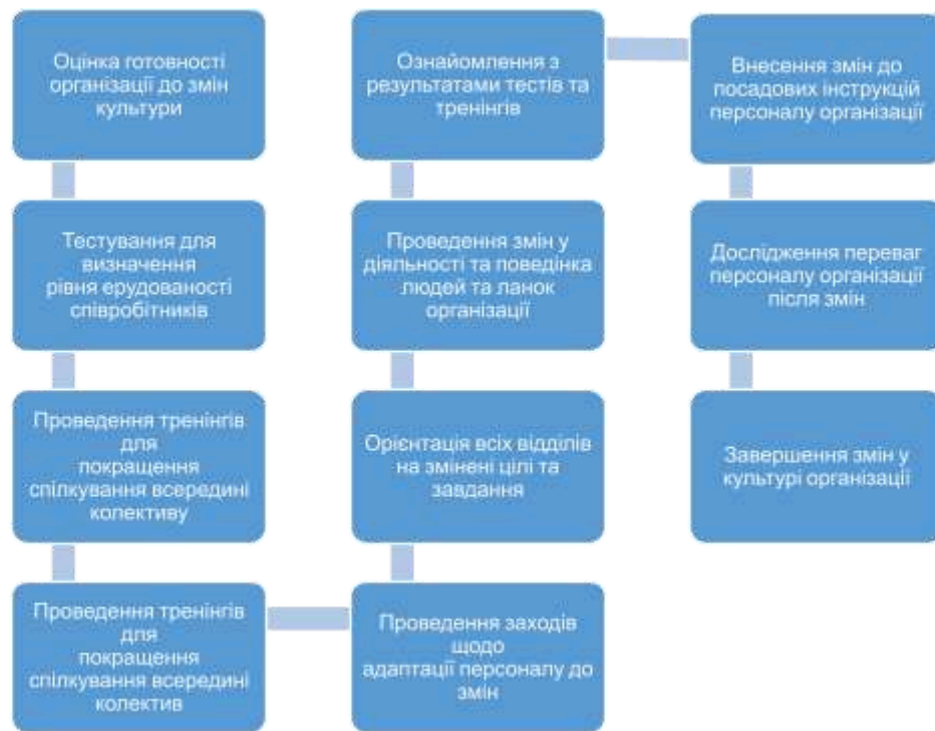 Оцінка готовності
організації до змін
культури
Тестування для
визначення
рівня ерудованості
співробітників
Проведення тренінгів
для
покращення
спілкування всередині
колективу
Проведення тренінгів
для
покращення
спілкування всередині
колектив
Проведення заходів
щодо
адаптації персоналу до
змін
Орієнтація всіх відділів
на змінені цілі та
завдання
Проведення змін у
діяльності та поведінка
людей та ланок
організації
Ознайомлення з
результатами тестів та
тренінгів
Внесення змін до
посадових інструкцій
персоналу організації
Дослідження переваг
персоналу організації
після змін
Завершення змін у
культурі організації